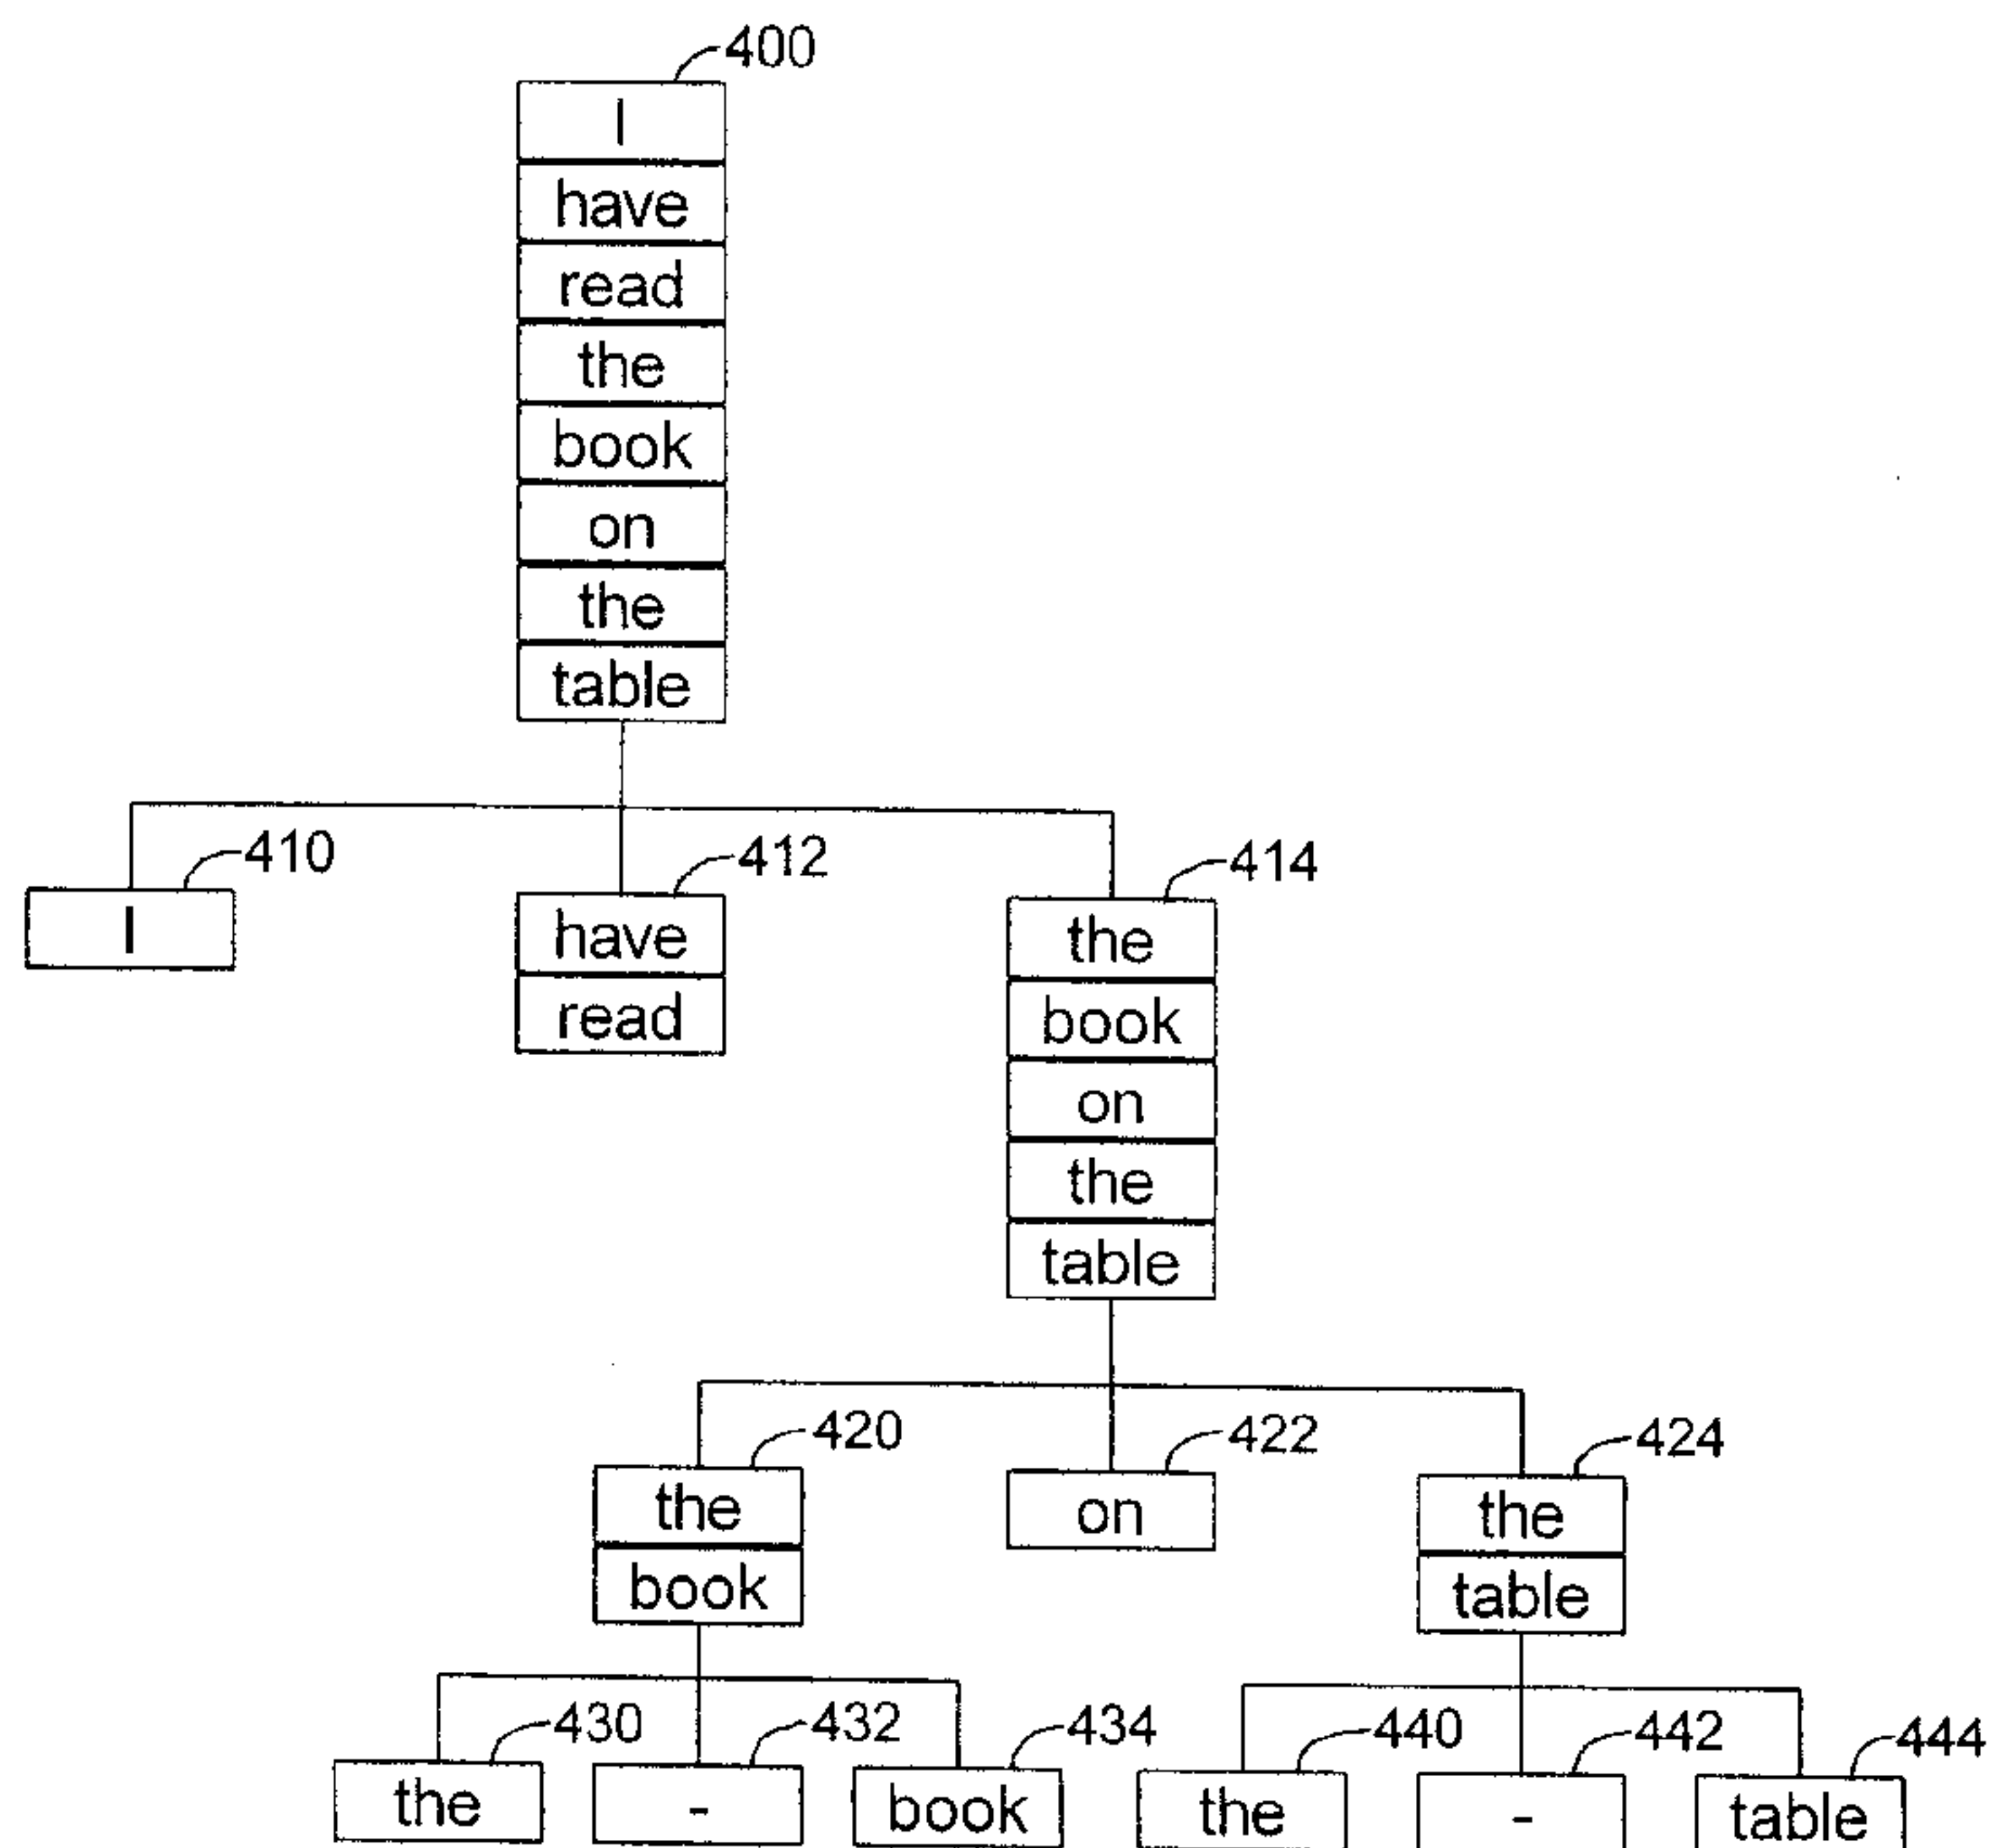 400
I
have
read
the
book
on
the
table
410
412
414
I
have
read
the
book
on
the
table
420
422
424
the
book
on
the
table
430
432
434
440
442
444
the
-
book
the
-
table